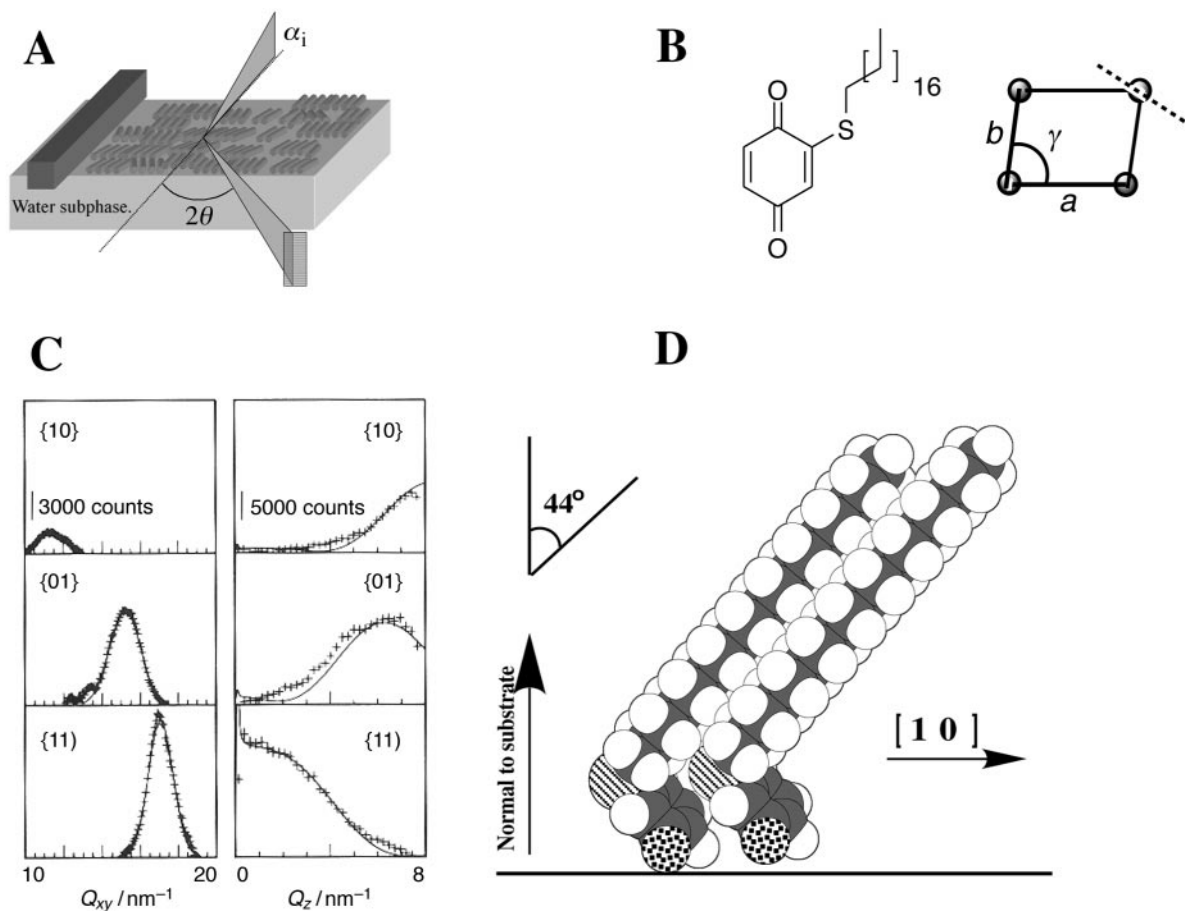 A
αi
Water subphase.
2θ
B
O
S
16
O
b
γ
a
C
{10}
3000 counts
{01}
{11}
10
20
Qxy / nm−1
{10}
5000 counts
{01}
{11}
0
8
Qz / nm−1
D
44o
Normal to substrate
[1 0]